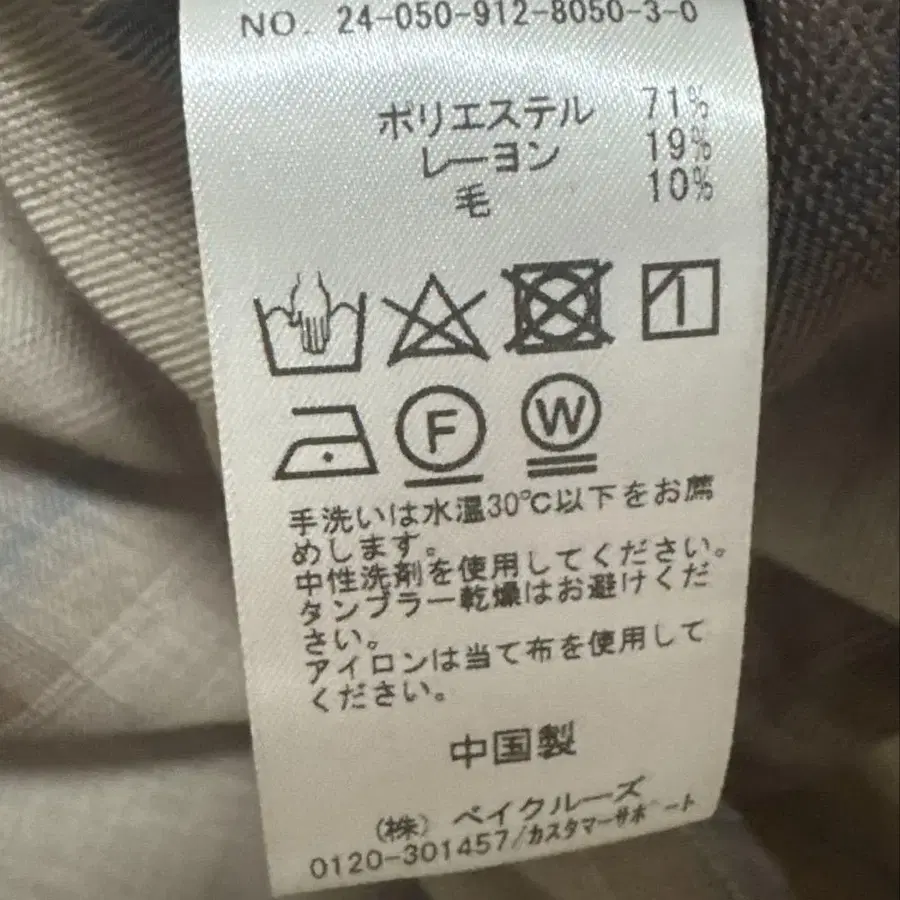 NO. 24-050-912-8050-3-0
ポリエステル 71%
レーヨン 19%
毛 10%
F W
手洗いは水温30℃以下をお薦
めします。
中性洗剤を使用してください。
タンブラー乾燥はお避けくだ
さい。
アイロンは当て布を使用して
ください。
中国製
(株) ベイクルーズ
0120-301457/カスタマーサポート